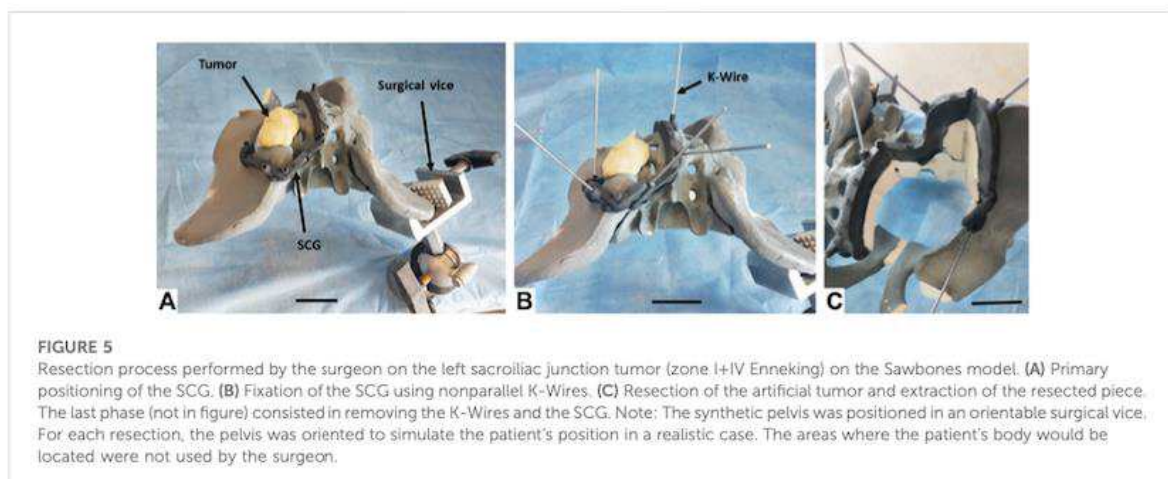 Tumor
Surgical vice
SCG
A
K-Wire
B
C
FIGURE 5
Resection process performed by the surgeon on the left sacroiliac junction tumor (zone I+IV Enneking) on the Sawbones model. (A) Primary
positioning of the SCG. (B) Fixation of the SCG using nonparallel K-Wires. (C) Resection of the artificial tumor and extraction of the resected piece.
The last phase (not in figure) consisted in removing the K-Wires and the SCG. Note: The synthetic pelvis was positioned in an orientable surgical vice.
For each resection, the pelvis was oriented to simulate the patient's position in a realistic case. The areas where the patient's body would be
located were not used by the surgeon.